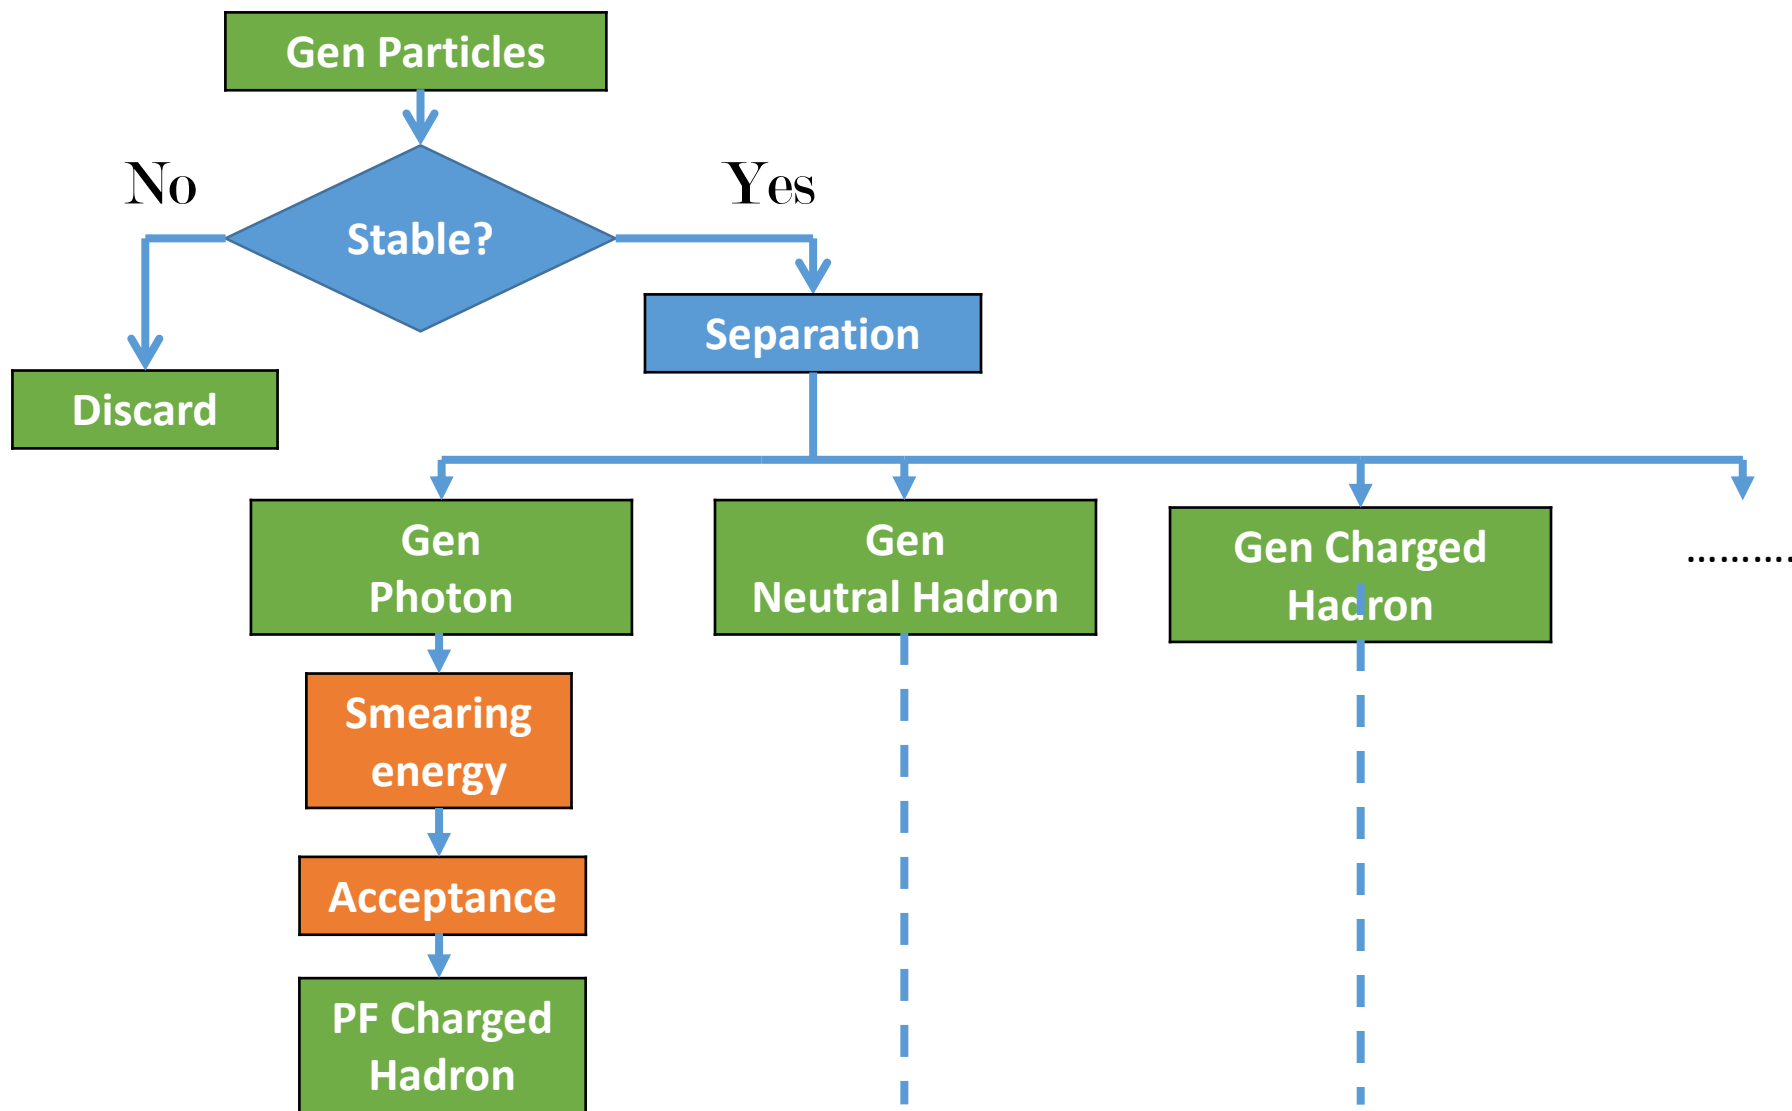 Gen Particles
No
Yes
Stable?
Separation
Discard
Gen
Photon
Gen
Neutral Hadron
Gen Charged
Hadron
..........
Smearing
energy
Acceptance
PF Charged
Hadron